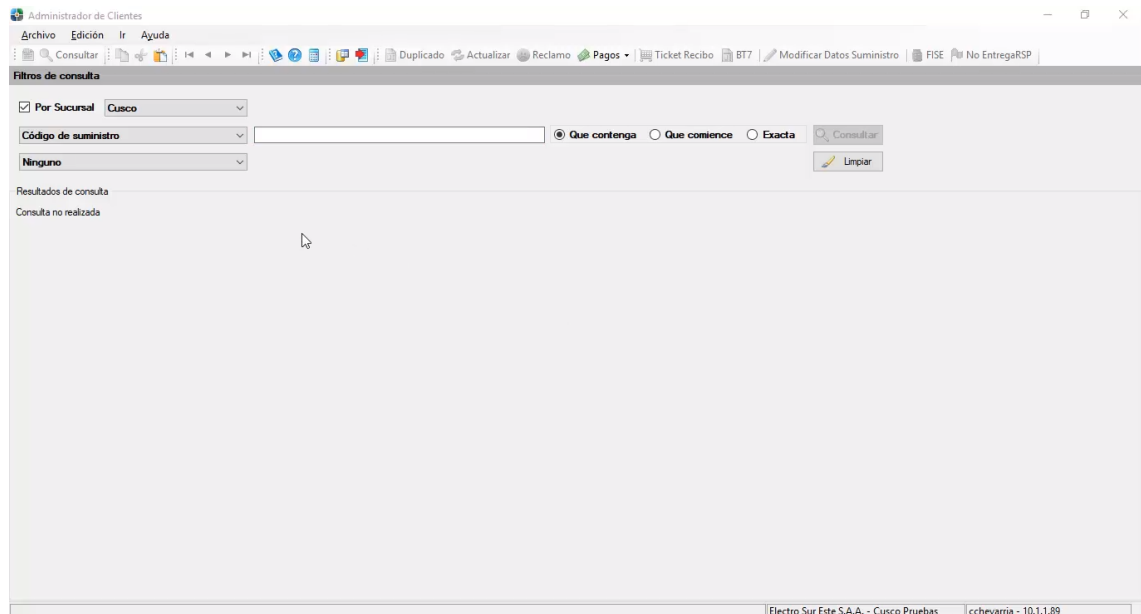 Administrador de Clientes
Archivo Edición Ir Ayuda
Consultar Duplicado Actualizar Reclamo Pagos Ticket Recibo BT7 Modificar Datos Suministro FISE No EntregaRSP
Filtros de consulta
Por Sucursal Cusco
Código de suministro Que contenga Que comience Exacta Consultar
Ninguno Limpiar
Resultados de consulta
Consulta no realizada
Electro Sur Este S.A.A. - Cusco Pruebas cchevarria - 10.1.1.89